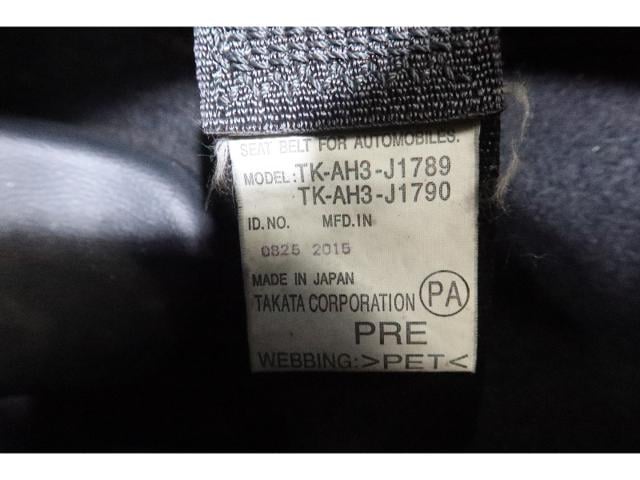 SEAT BELT FOR AUTOMOBILES.
MODEL: TK-AH3-J1789
TK-AH3-J1790
ID.NO. MFD.IN
0825 2015
MADE IN JAPAN
TAKATA CORPORATION PA
PRE
WEBBING: >PET<